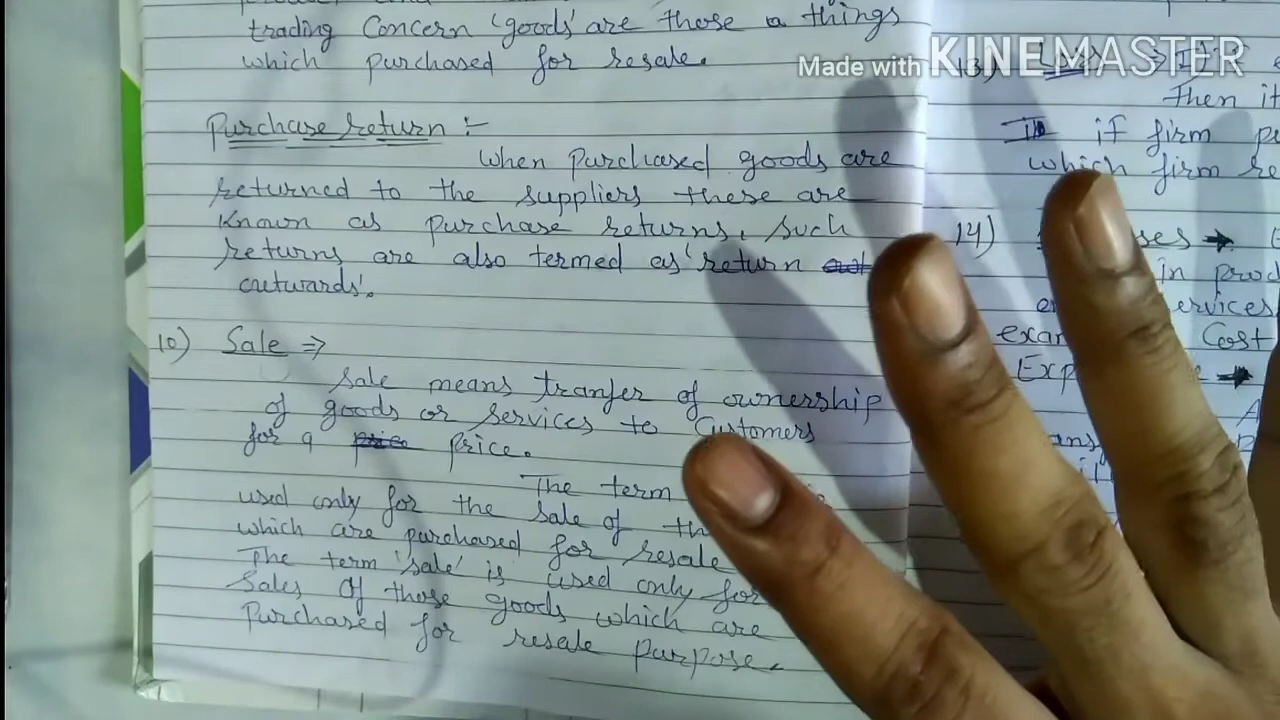 trading Concern 'goods' are those a things
which purchased for resale.
Purchase return :-
When purchased goods are
returned to the suppliers these are
Known as purchase returns. Such
returns are also termed as 'return out
outwards'.
10) Sale ⇒
Sale means tranfer of ownership
of goods or services to Customers
for a price price.
The term
used only for the sale of
which are purchased for resale
The term 'sale' is used only for
Sales Of those goods which are
Purchased for resale purpose.
Made with KINEMASTER
Then it
if firm
which firm
14)
in
Cost